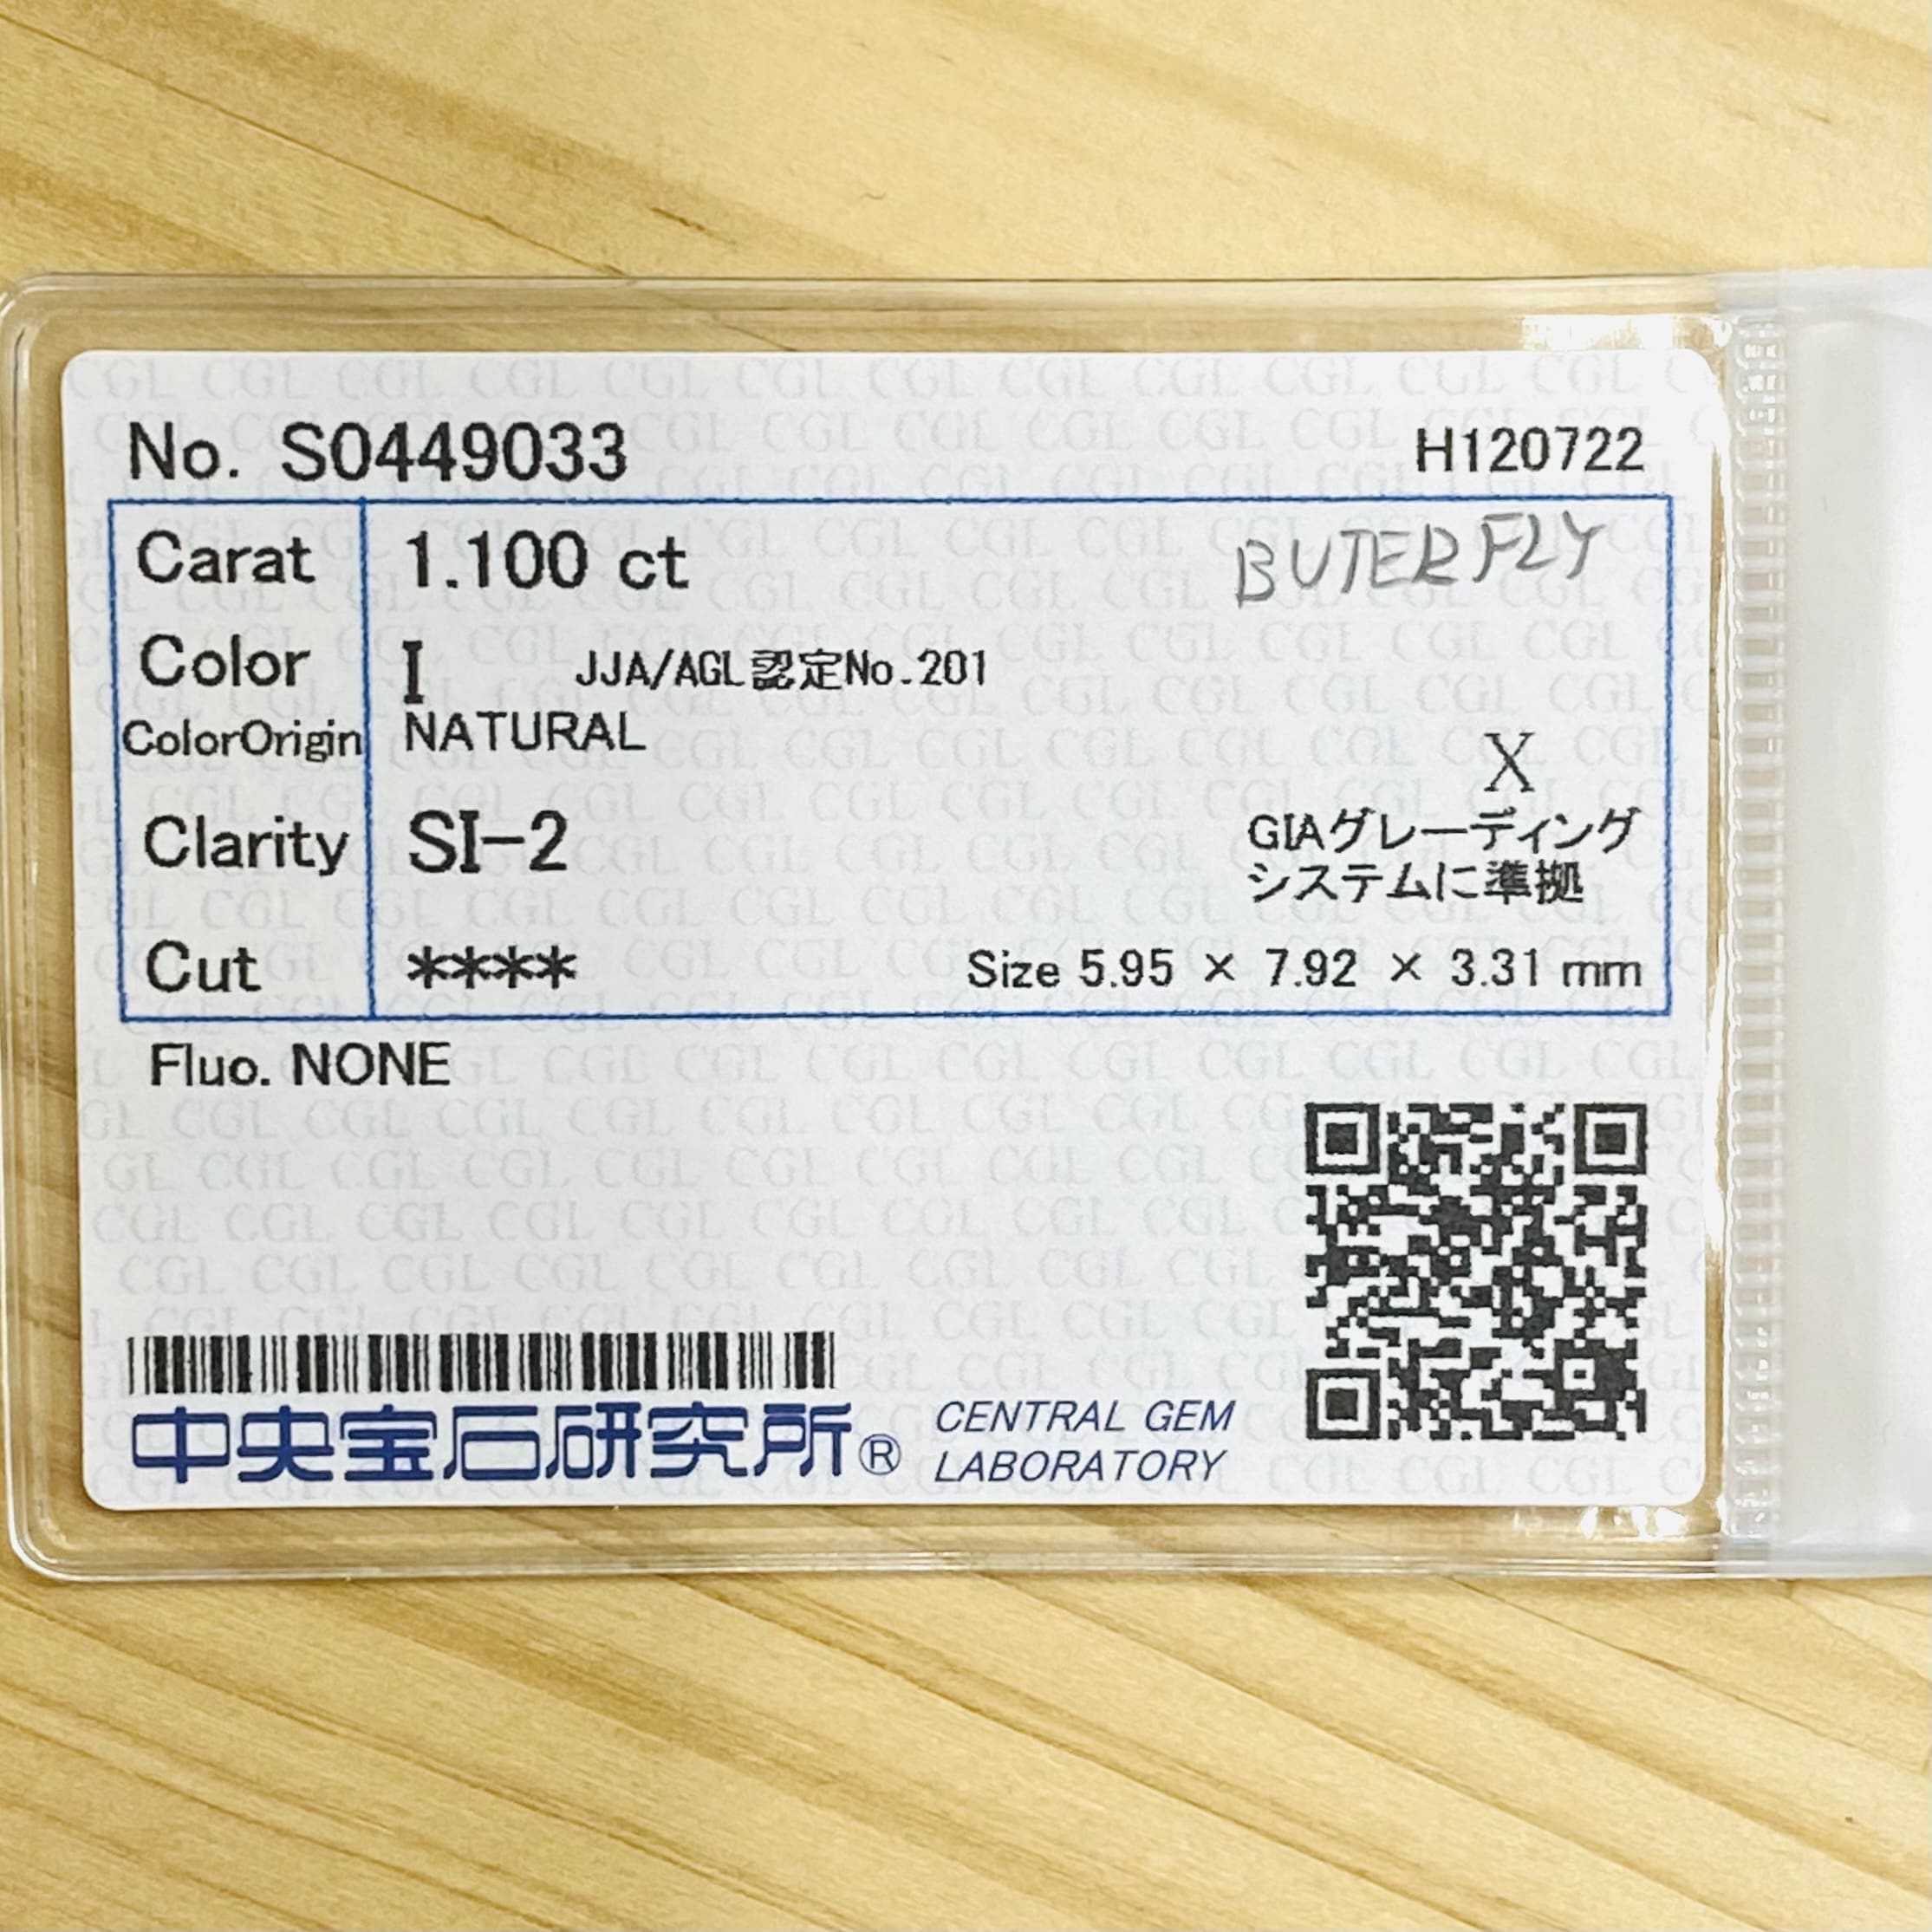 No. S0449033 H120722
Carat 1.100 ct BUTERFLY
Color I JJA/AGL認定No.201
ColorOrigin NATURAL
X
Clarity SI-2 GIAグレーディング
システムに準拠
Cut **** Size 5.95 × 7.92 × 3.31 mm
Fluo. NONE
中央宝石研究所® CENTRAL GEM
LABORATORY